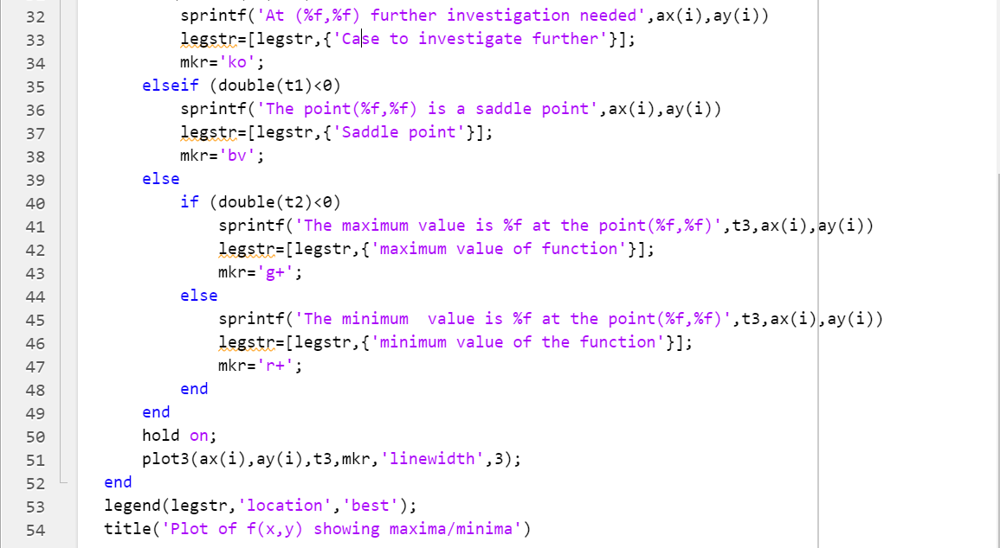 32 sprintf('At (%f,%f) further investigation needed',ax(i),ay(i))
33 legstr=[legstr,{'Case to investigate further'}];
34 mkr='ko';
35 elseif (double(t1)<0)
36 sprintf('The point(%f,%f) is a saddle point',ax(i),ay(i))
37 legstr=[legstr,{'Saddle point'}];
38 mkr='bv';
39 else
40 if (double(t2)<0)
41 sprintf('The maximum value is %f at the point(%f,%f)',t3,ax(i),ay(i))
42 legstr=[legstr,{'maximum value of function'}];
43 mkr='g+';
44 else
45 sprintf('The minimum  value is %f at the point(%f,%f)',t3,ax(i),ay(i))
46 legstr=[legstr,{'minimum value of the function'}];
47 mkr='r+';
48 end
49 end
50 hold on;
51 plot3(ax(i),ay(i),t3,mkr,'linewidth',3);
52 end
53 legend(legstr,'location','best');
54 title('Plot of f(x,y) showing maxima/minima')